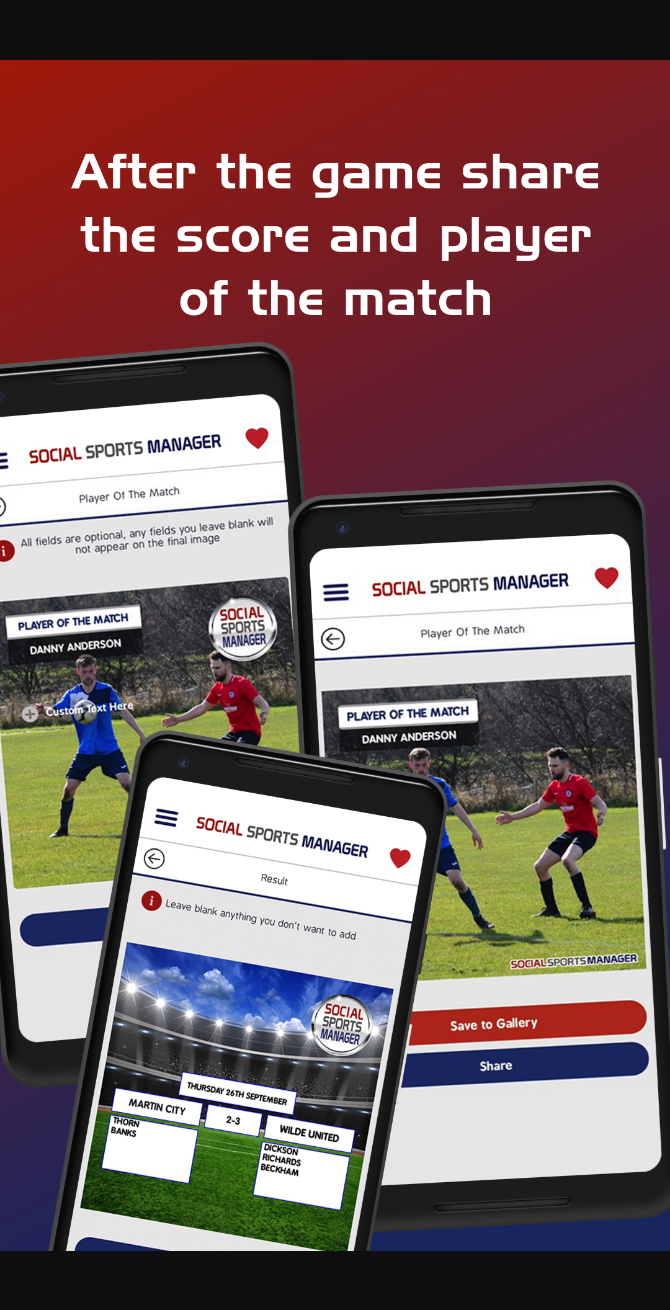 After the game share
the score and player
of the match
SOCIAL SPORTS MANAGER
Player Of The Match
i
All fields are optional, any fields you leave blank will
not appear on the final image
PLAYER OF THE MATCH
DANNY ANDERSON
SOCIAL
SPORTS
MANAGER
Custom Text Here
SOCIAL SPORTS MANAGER
Player Of The Match
PLAYER OF THE MATCH
DANNY ANDERSON
SOCIAL SPORTS MANAGER
Save to Gallery
Share
SOCIAL SPORTS MANAGER
Result
i
Leave blank anything you don't want to add
SOCIAL
SPORTS
MANAGER
THURSDAY 26TH SEPTEMBER
MARTIN CITY
2-3
WILDE UNITED
THORN
BANKS
DICKSON
RICHARDS
BECKHAM